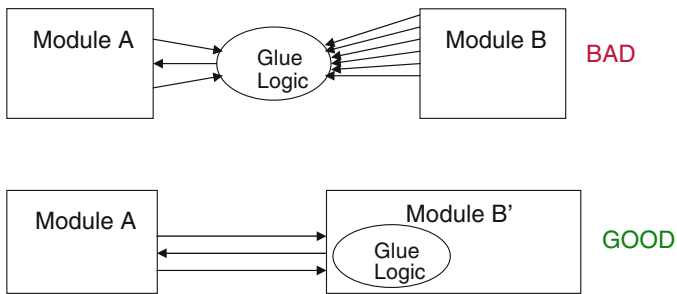 Module A
Glue
Logic
Module B
BAD
Module A
Module B'
Glue
Logic
GOOD